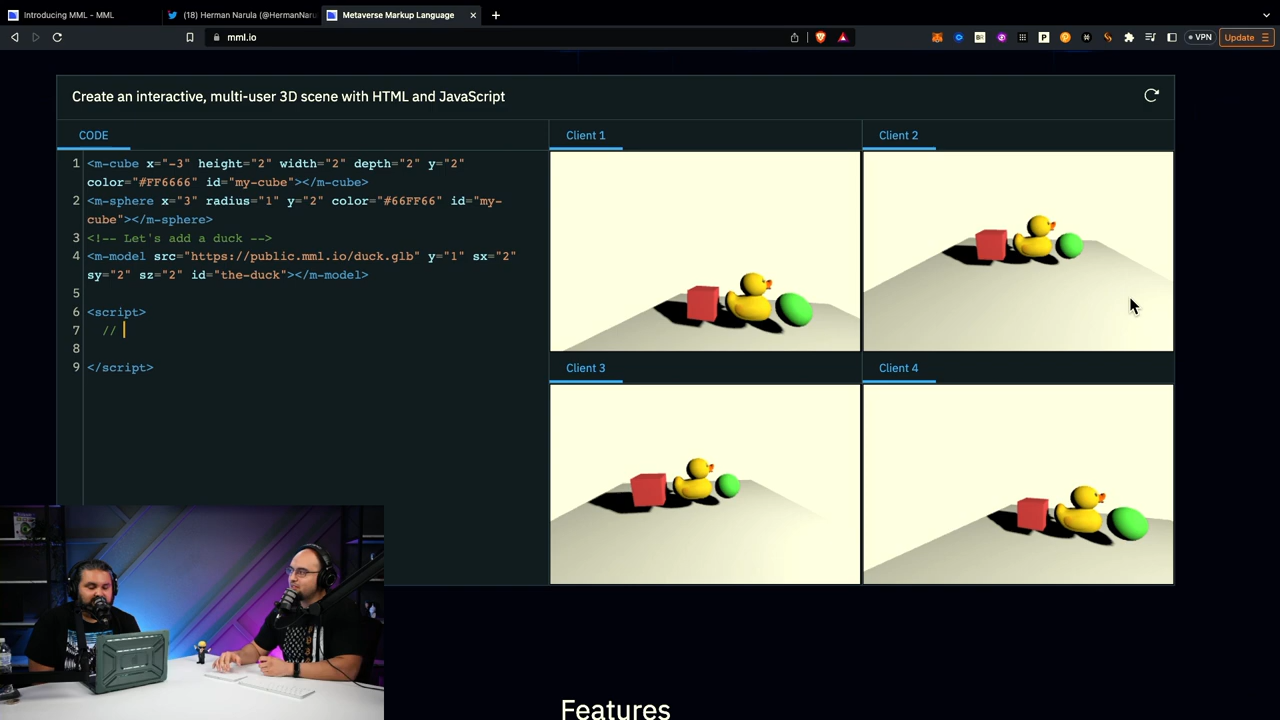 Introducing MML - MML
(18) Herman Narula (@HermanNaru
Metaverse Markup Language
mml.io
VPN
Update
Create an interactive, multi-user 3D scene with HTML and JavaScript
CODE
1 <m-cube x="-3" height="2" width="2" depth="2" y="2"
color="#FF6666" id="my-cube"></m-cube>
2 <m-sphere x="3" radius="1" y="2" color="#66FF66" id="my-
cube"></m-sphere>
3 <!-- Let's add a duck -->
4 <m-model src="https://public.mml.io/duck.glb" y="1" sx="2"
sy="2" sz="2" id="the-duck"></m-model>
5
6 <script>
7 //
8
9 </script>
Client 1
Client 2
Client 3
Client 4
Features